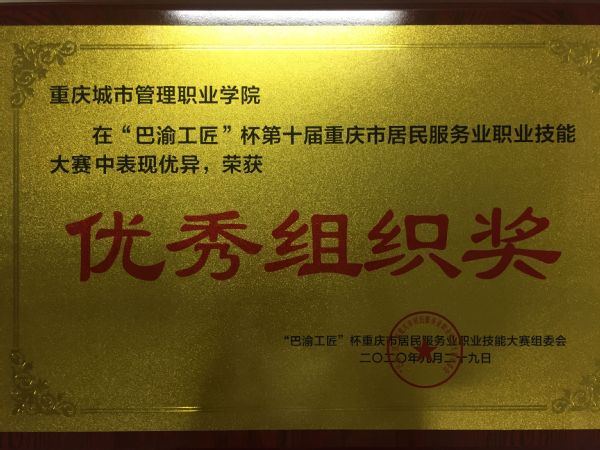 重庆城市管理职业学院
在“巴渝工匠”杯第十届重庆市居民服务业职业技能
大赛中表现优异，荣获
优秀组织奖
“巴渝工匠”杯重庆市居民服务业职业技能大赛组委会
二〇二〇年九月二十九日